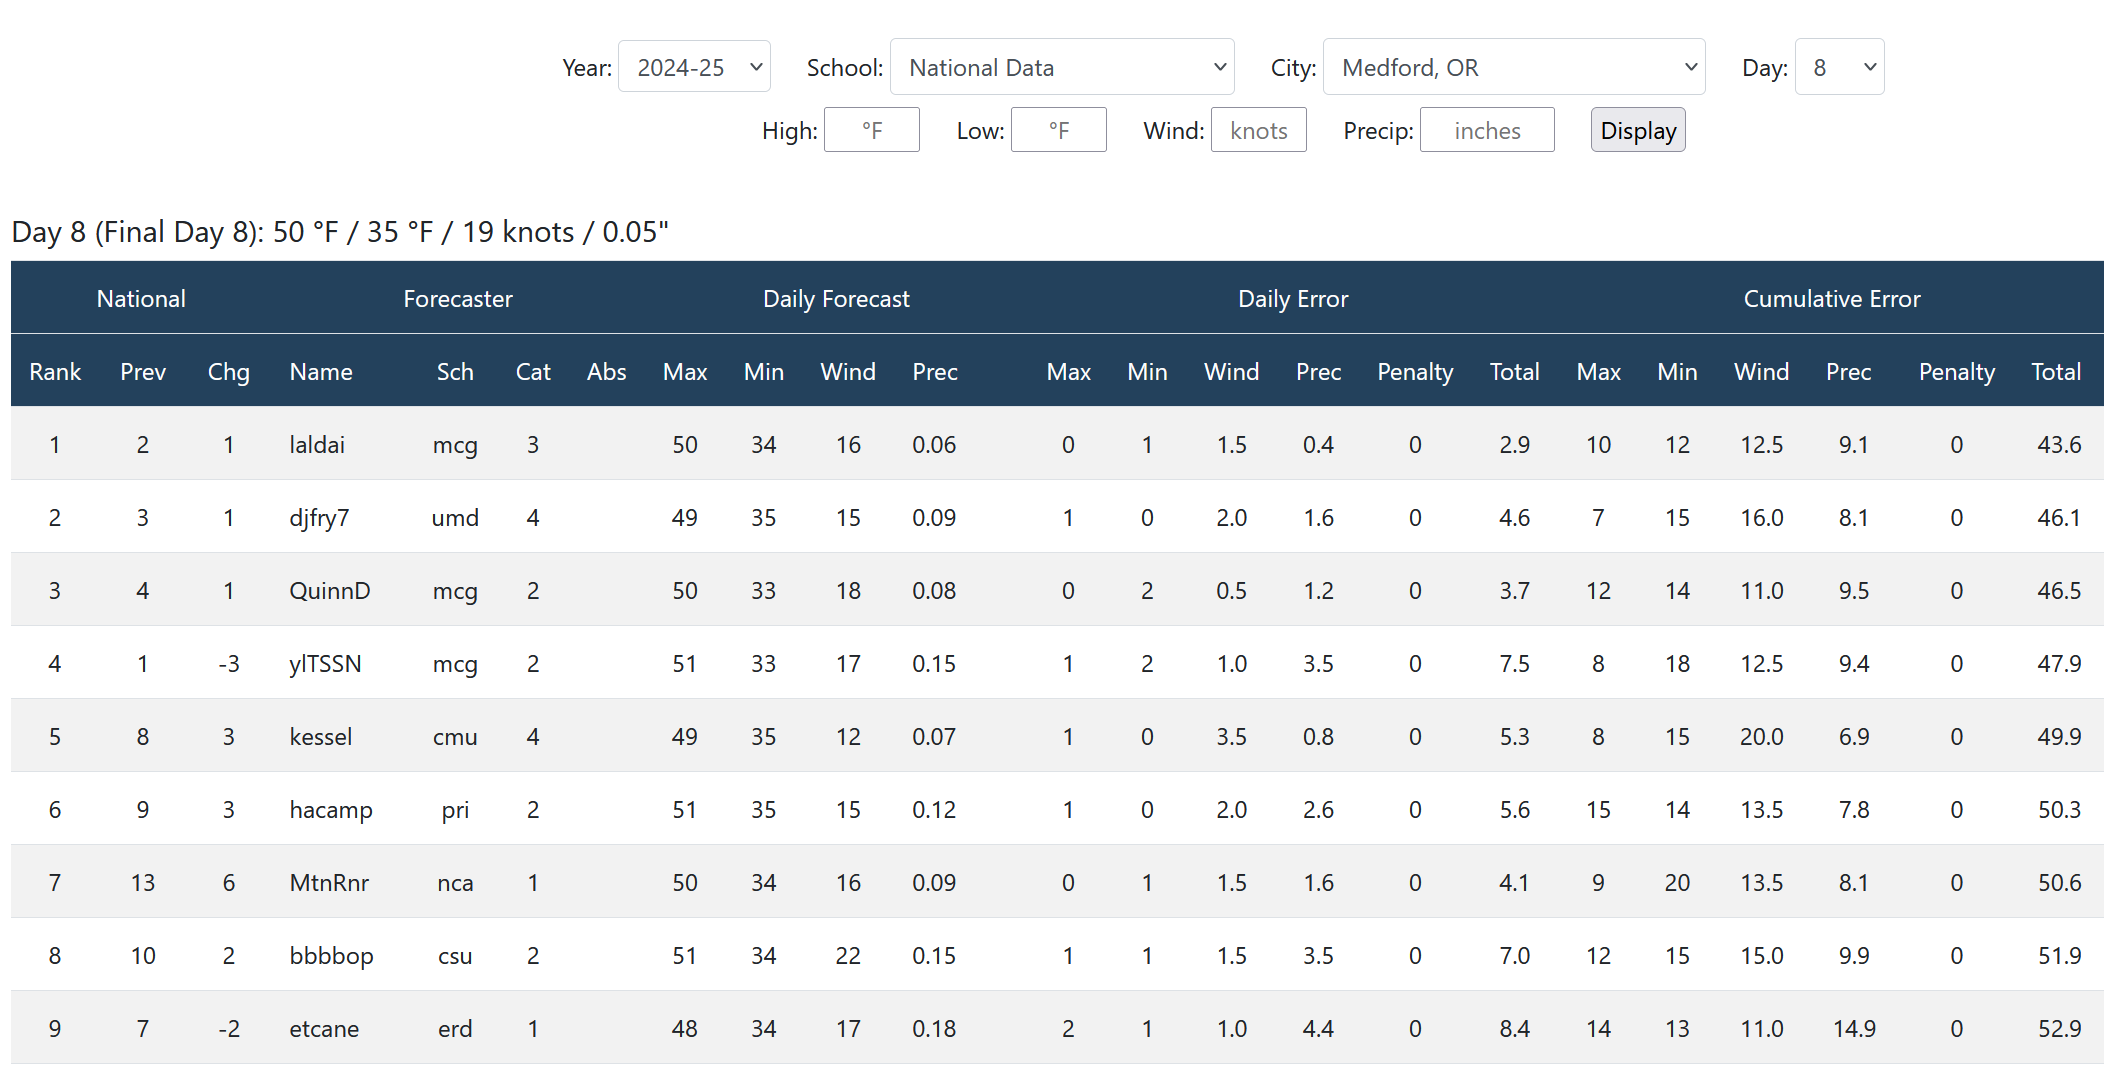 Year: 2024-25 School: National Data City: Medford, OR Day: 8
High: °F Low: °F Wind: knots Precip: inches Display
Day 8 (Final Day 8): 50 °F / 35 °F / 19 knots / 0.05"
National Forecaster Daily Forecast Daily Error Cumulative Error
Rank Prev Chg Name Sch Cat Abs Max Min Wind Prec Max Min Wind Prec Penalty Total Max Min Wind Prec Penalty Total
1 2 1 laldai mcg 3 50 34 16 0.06 0 1 1.5 0.4 0 2.9 10 12 12.5 9.1 0 43.6
2 3 1 djfry7 umd 4 49 35 15 0.09 1 0 2.0 1.6 0 4.6 7 15 16.0 8.1 0 46.1
3 4 1 QuinnD mcg 2 50 33 18 0.08 0 2 0.5 1.2 0 3.7 12 14 11.0 9.5 0 46.5
4 1 -3 ylTSSN mcg 2 51 33 17 0.15 1 2 1.0 3.5 0 7.5 8 18 12.5 9.4 0 47.9
5 8 3 kessel cmu 4 49 35 12 0.07 1 0 3.5 0.8 0 5.3 8 15 20.0 6.9 0 49.9
6 9 3 hacamp pri 2 51 35 15 0.12 1 0 2.0 2.6 0 5.6 15 14 13.5 7.8 0 50.3
7 13 6 MtnRnr nca 1 50 34 16 0.09 0 1 1.5 1.6 0 4.1 9 20 13.5 8.1 0 50.6
8 10 2 bbbbop csu 2 51 34 22 0.15 1 1 1.5 3.5 0 7.0 12 15 15.0 9.9 0 51.9
9 7 -2 etcane erd 1 48 34 17 0.18 2 1 1.0 4.4 0 8.4 14 13 11.0 14.9 0 52.9